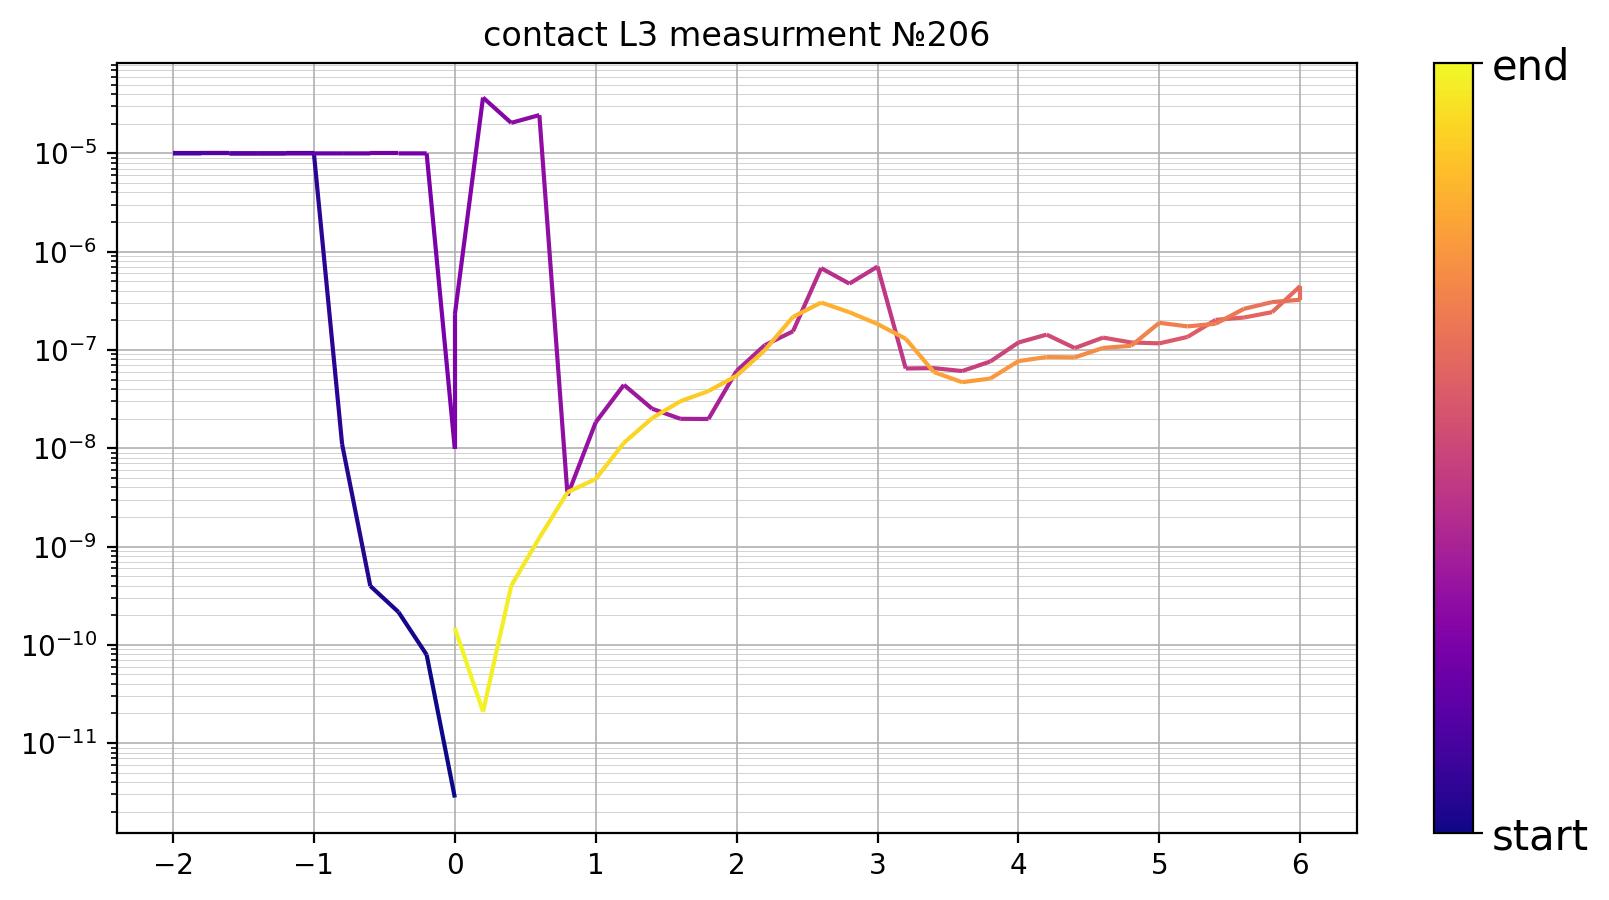 contact L3 measurment №206
10⁻⁵
10⁻⁶
10⁻⁷
10⁻⁸
10⁻⁹
10⁻¹⁰
10⁻¹¹
−2 −1 0 1 2 3 4 5 6
end
start